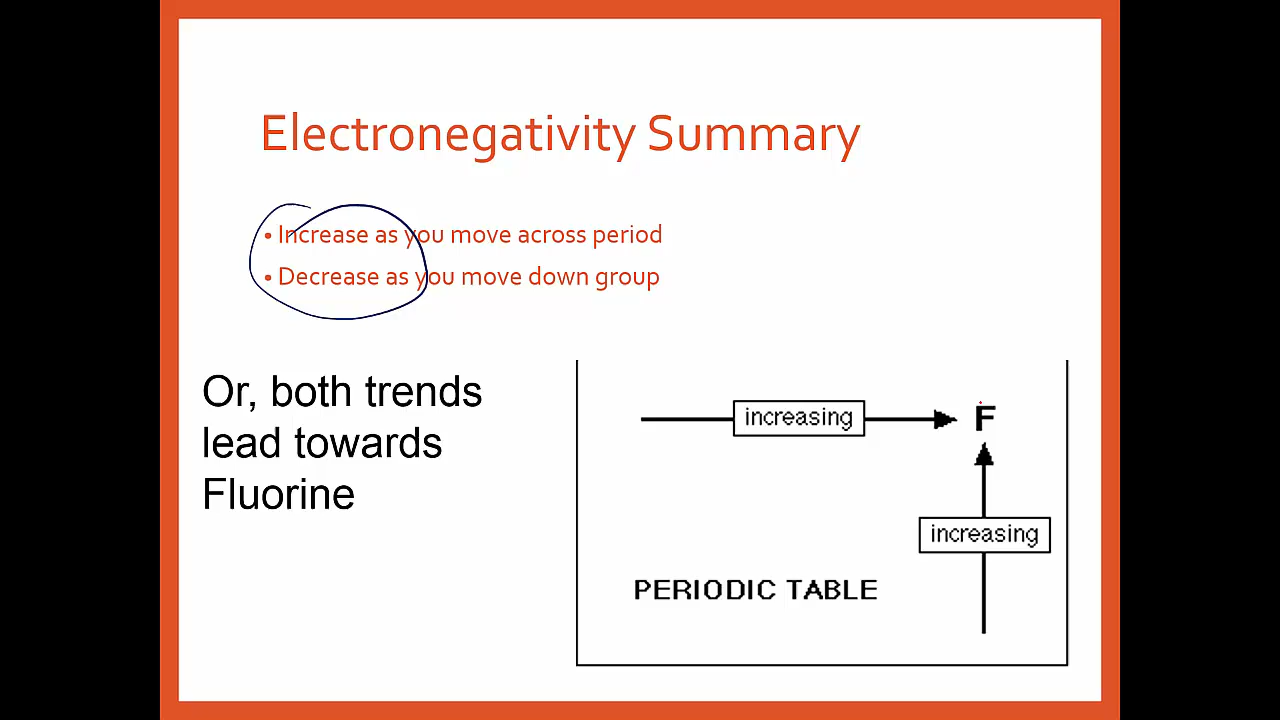 Electronegativity Summary
• Increase as you move across period
• Decrease as you move down group
Or, both trends
lead towards
Fluorine
increasing
F
increasing
PERIODIC TABLE